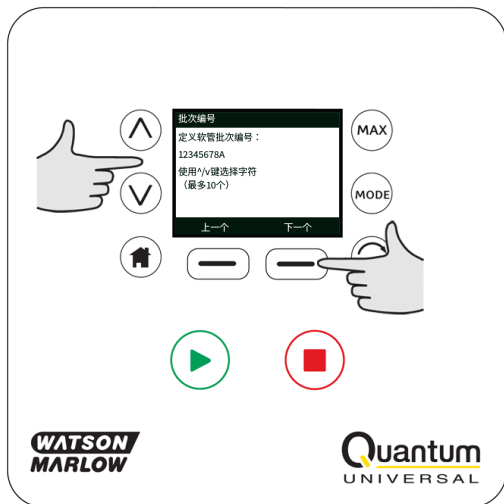 批次编号
定义软管批次编号：
12345678A
使用^/v键选择字符
（最多10个）
上一个 下一个
MAX
MODE
WATSON
MARLOW
Quantum
UNIVERSAL